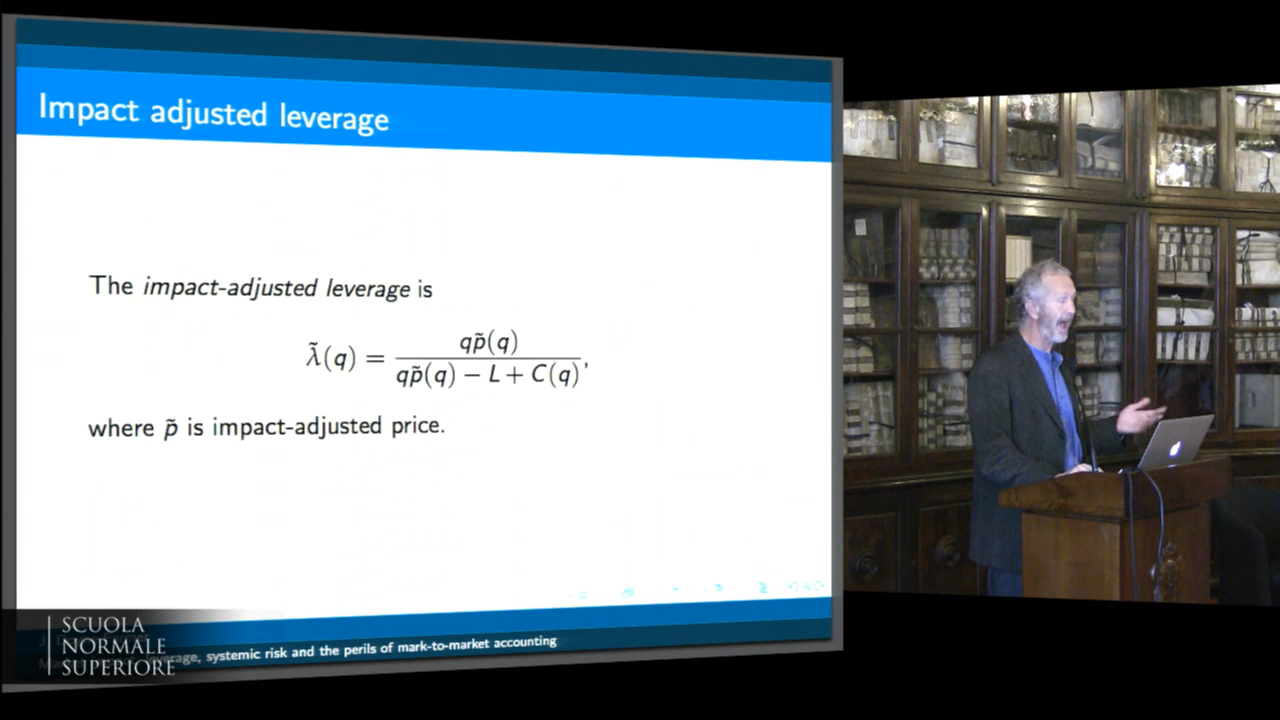 Impact adjusted leverage
The impact-adjusted leverage is
λ̃(q) = qp̃(q) / (qp̃(q) − L + C(q)),
where p̃ is impact-adjusted price.
leverage, systemic risk and the perils of mark-to-market accounting
SCUOLA
NORMALE
SUPERIORE